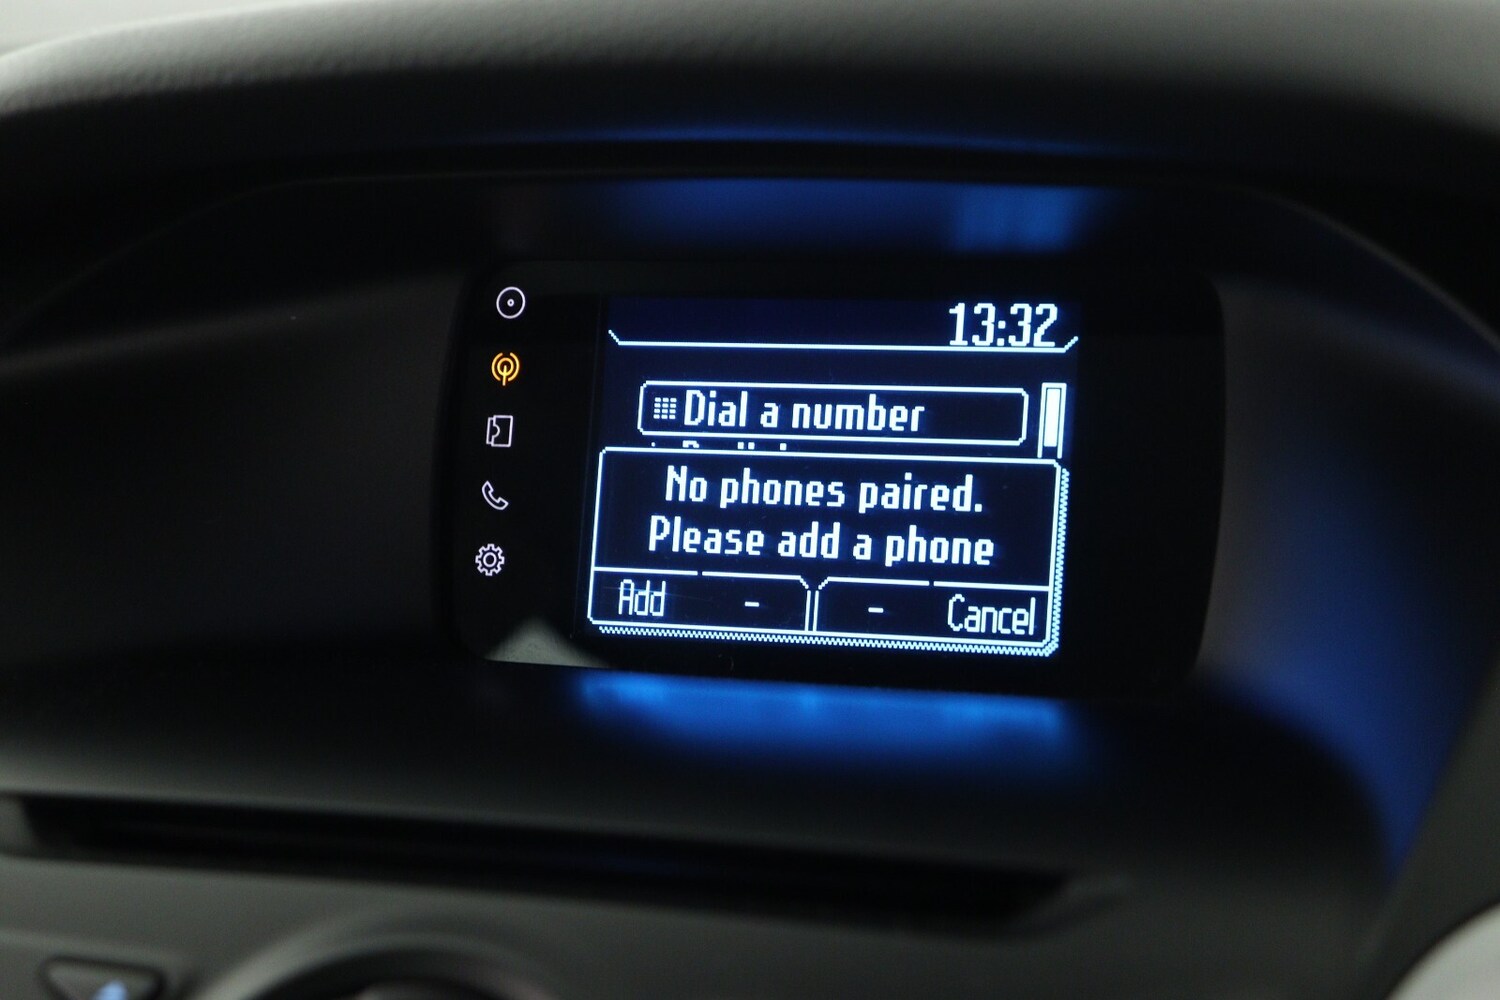 13:32
Dial a number
No phones paired.
Please add a phone
Add - - Cancel